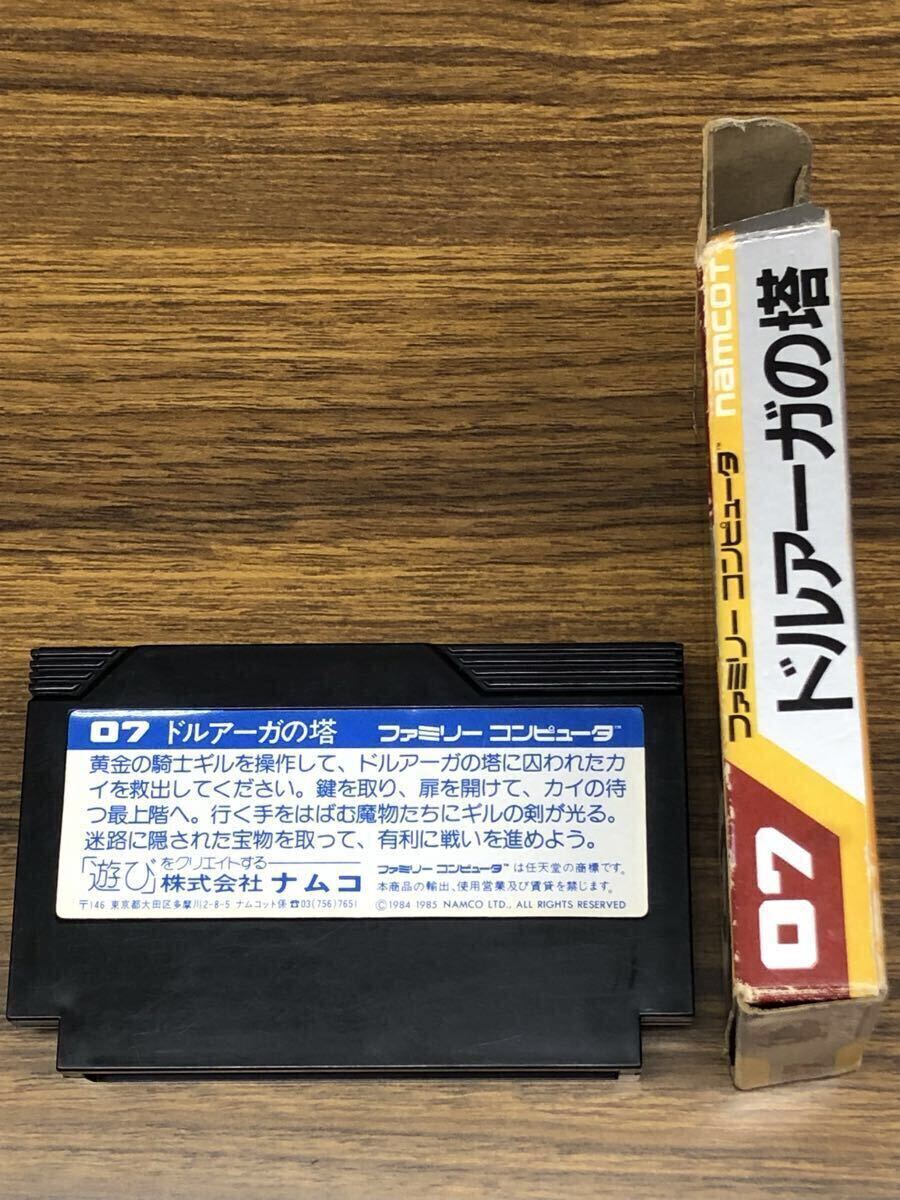 07 ドルアーガの塔 ファミリー コンピュータ™
黄金の騎士ギルを操作して、ドルアーガの塔に囚われたカ
イを救出してください。鍵を取り、扉を開けて、カイの待
つ最上階へ。行く手をはばむ魔物たちにギルの剣が光る。
迷路に隠された宝物を取って、有利に戦いを進めよう。
「遊び」をクリエイトする
株式会社 ナムコ
〒146 東京都大田区多摩川2-8-5 ナムコット係 ☎03(756)7651
ファミリー コンピュータ™ は任天堂の商標です。
本商品の輸出、使用営業及び賃貸を禁じます。
©1984 1985 NAMCO LTD., ALL RIGHTS RESERVED
07 ファミリー コンピュータ™ namcot
ドルアーガの塔